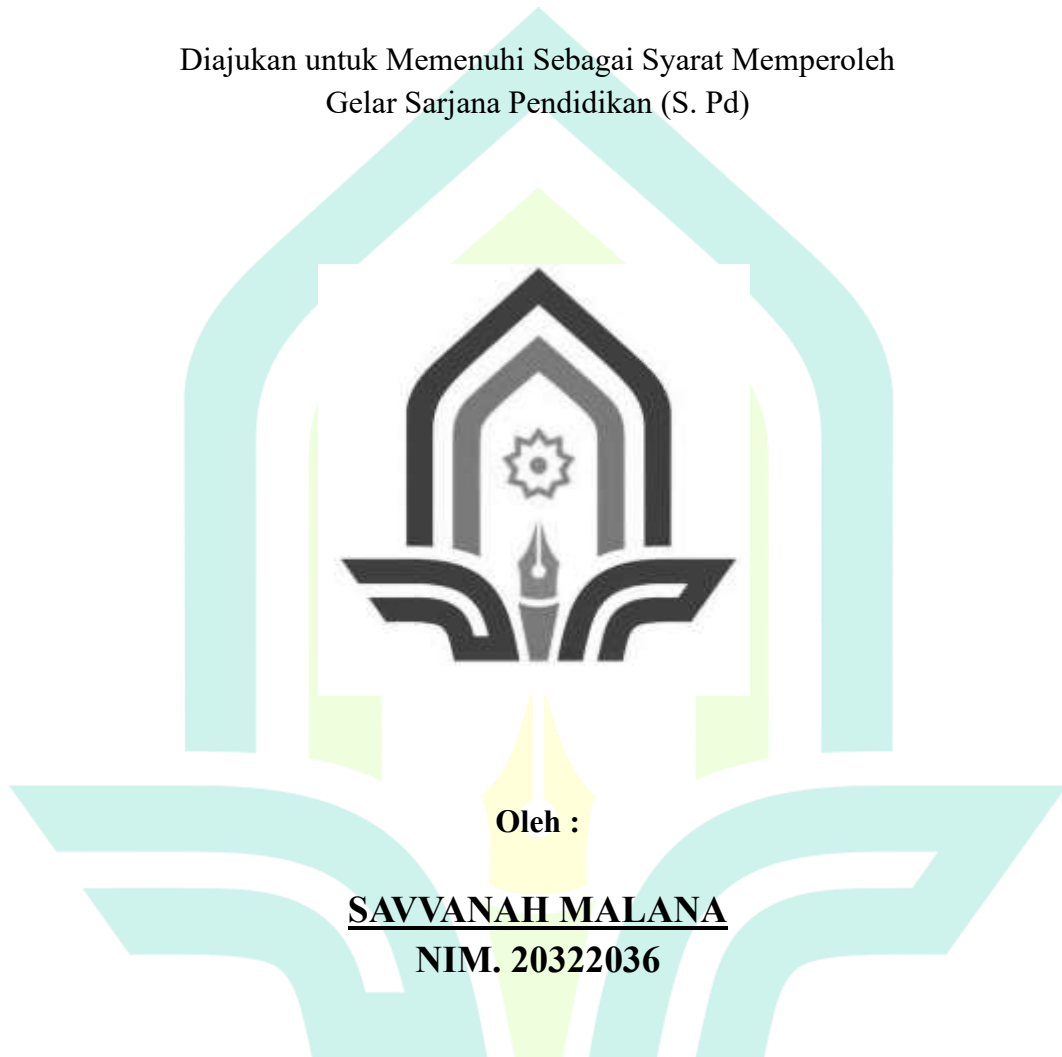 Diajukan untuk Memenuhi Sebagai Syarat Memperoleh
Gelar Sarjana Pendidikan (S. Pd)
Oleh :
SAVVANAH MALANA
NIM. 20322036